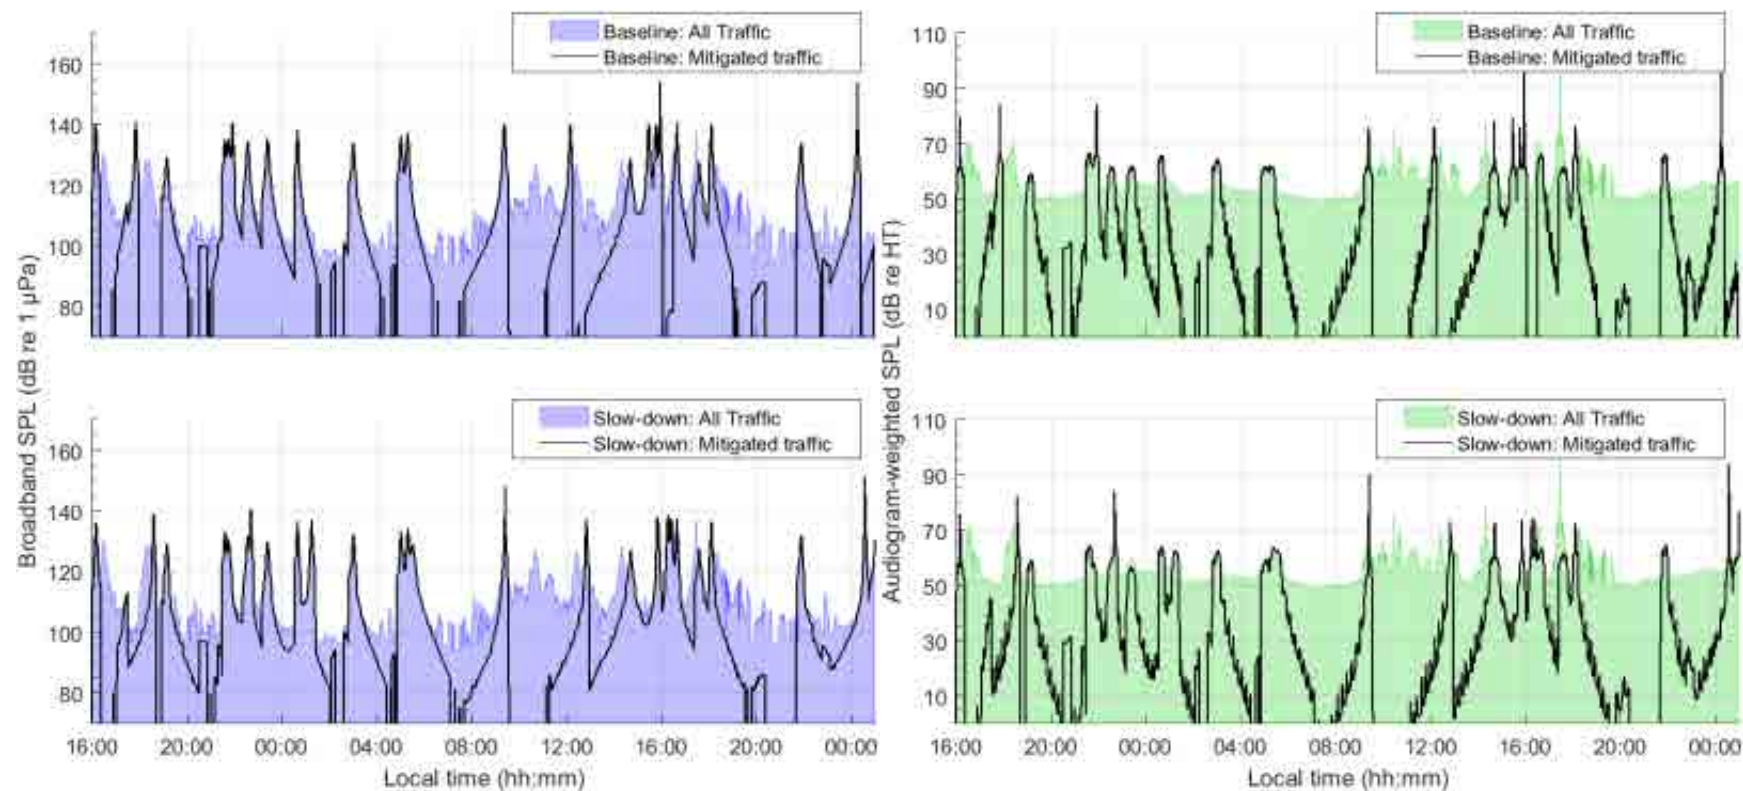 Baseline: All Traffic
Baseline: Mitigated traffic
160
140
120
100
80
Baseline: All Traffic
Baseline: Mitigated traffic
110
90
70
50
30
10
Broadband SPL (dB re 1 µPa)
Audiogram-weighted SPL (dB re HT)
Slow-down: All Traffic
Slow-down: Mitigated traffic
160
140
120
100
80
16:00 20:00 00:00 04:00 08:00 12:00 16:00 20:00 00:00
Local time (hh:mm)
Slow-down: All Traffic
Slow-down: Mitigated traffic
110
90
70
50
30
10
16:00 20:00 00:00 04:00 08:00 12:00 16:00 20:00 00:00
Local time (hh:mm)